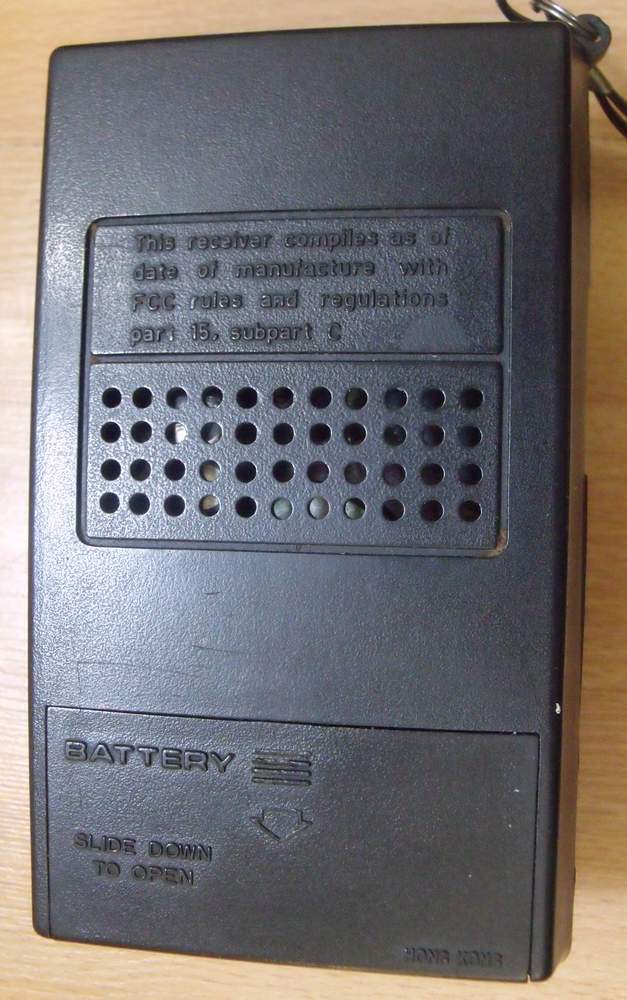 This receiver complies as of
date of manufacture with
FCC rules and regulations
part 15, subpart C
BATTERY
SLIDE DOWN
TO OPEN
HONG KONG